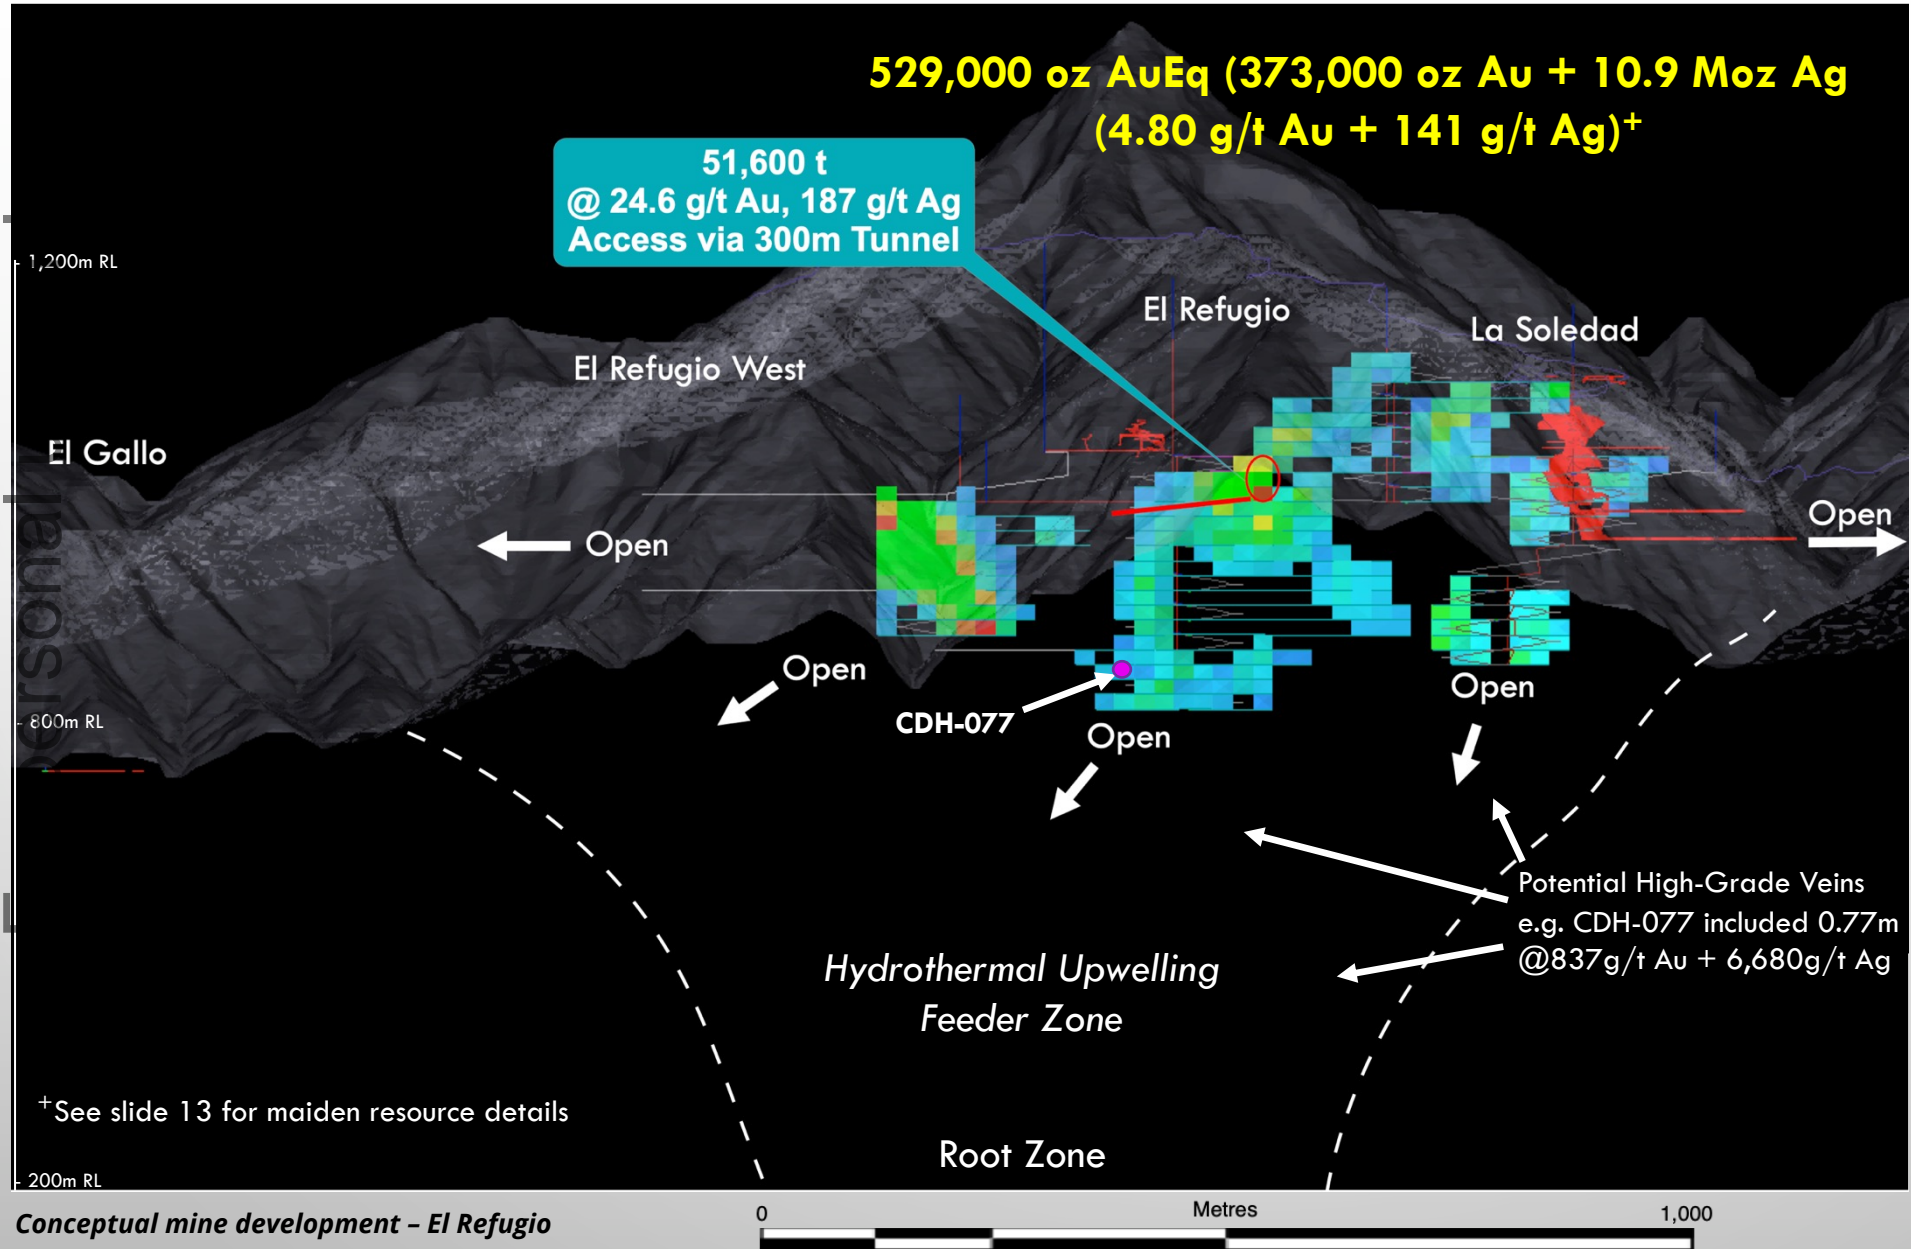 529,000 oz AuEq (373,000 oz Au + 10.9 Moz Ag
(4.80 g/t Au + 141 g/t Ag)+
51,600 t
@ 24.6 g/t Au, 187 g/t Ag
Access via 300m Tunnel
1,200m RL
El Refugio
La Soledad
El Refugio West
El Gallo
Open
Open
Open
Open
Open
CDH-077
800m RL
Potential High-Grade Veins
e.g. CDH-077 included 0.77m
@837g/t Au + 6,680g/t Ag
Hydrothermal Upwelling
Feeder Zone
+See slide 13 for maiden resource details
Root Zone
200m RL
Conceptual mine development – El Refugio
0
Metres
1,000
ersonal